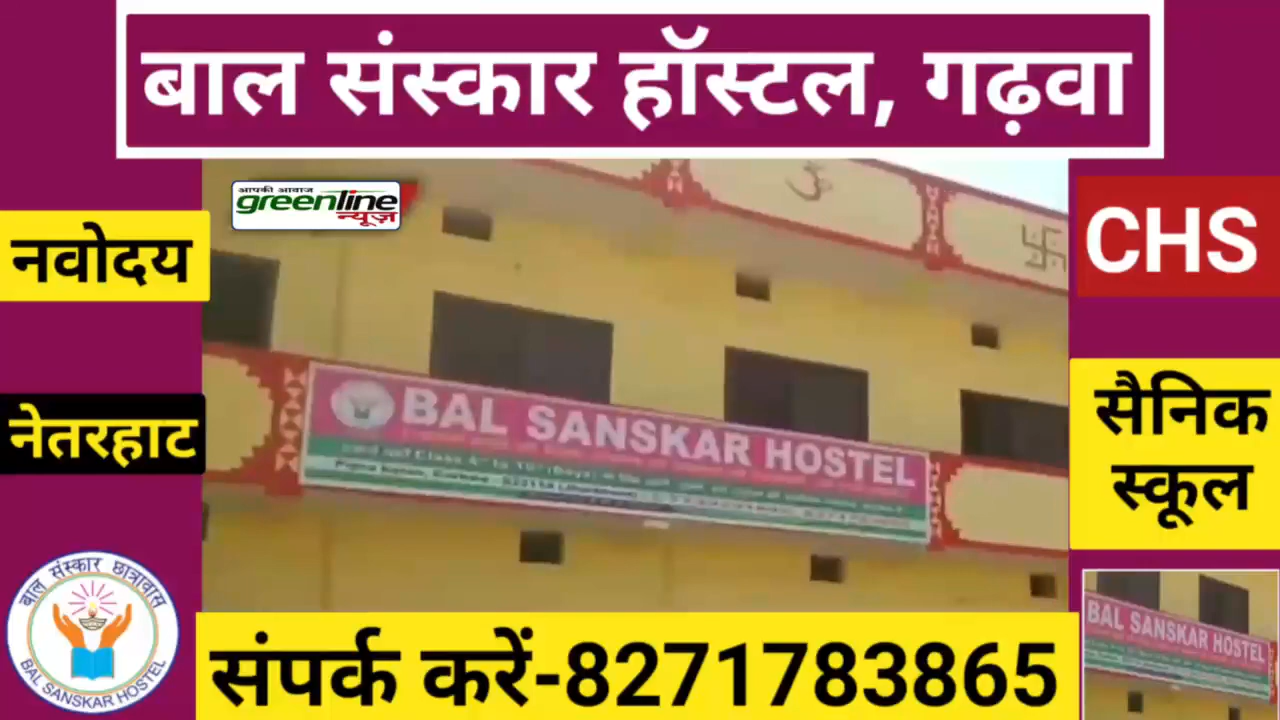 बाल संस्कार हॉस्टल, गढ़वा
आपकी आवाज
greenline
न्यूज़
नवोदय
CHS
नेतरहाट
सैनिक
स्कूल
BAL SANSKAR HOSTEL
बाल संस्कार छात्रावास
BAL SANSKAR HOSTEL
संपर्क करें-8271783865
BAL SANSKAR HOSTEL